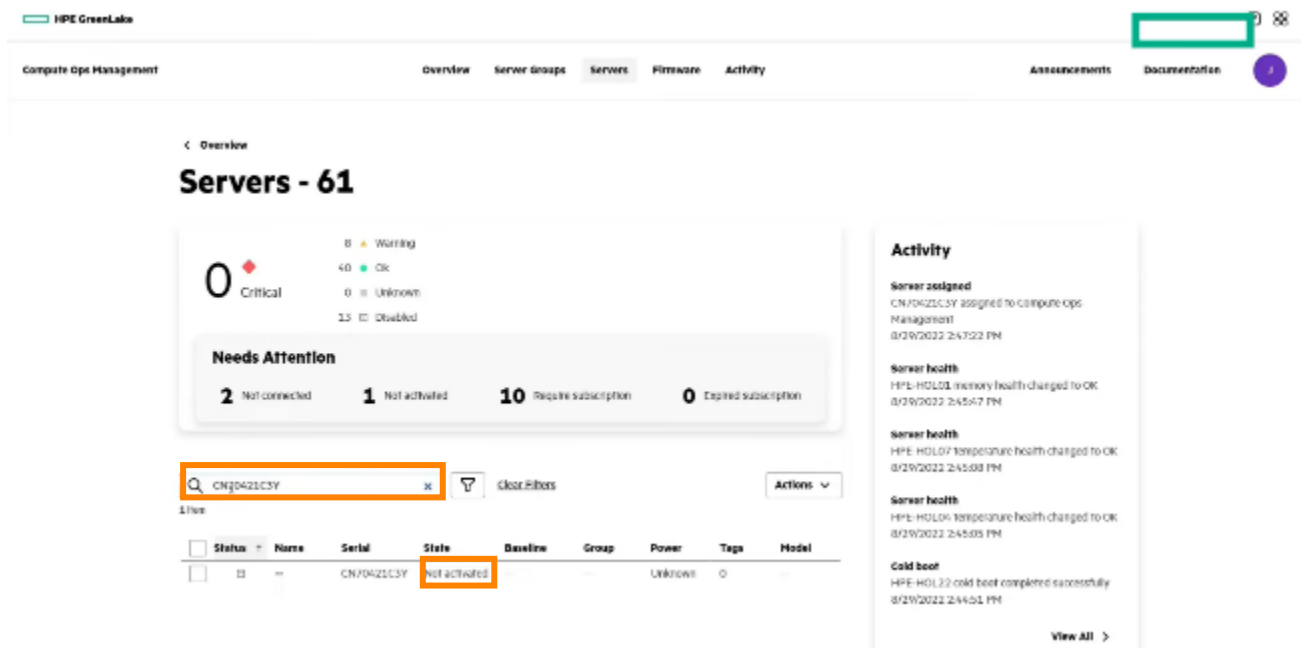 HPE GreenLake
Compute Ops Management
Overview Server Groups Servers Firmware Activity
Announcements Documentation
J
Overview
Servers - 61
0 Critical
8 Warning
40 Ok
0 Unknown
13 Disabled
Needs Attention
2 Not connected 1 Not activated 10 Require subscription 0 Expired subscription
CN70421C3Y
Clear Filters
Actions
1 item
Status Name Serial State Baseline Group Power Tags Model
-- CN70421C3Y Not activated -- -- Unknown 0 --
Activity
Server assigned
CN70421C3Y assigned to Compute Ops
Management
8/29/2022 2:47:22 PM
Server health
HPE-HOL01 memory health changed to OK
8/29/2022 2:45:47 PM
Server health
HPE-HOL07 temperature health changed to OK
8/29/2022 2:45:08 PM
Server health
HPE-HOL04 temperature health changed to OK
8/29/2022 2:45:05 PM
Cold boot
HPE-HOL22 cold boot completed successfully
8/29/2022 2:44:51 PM
View All